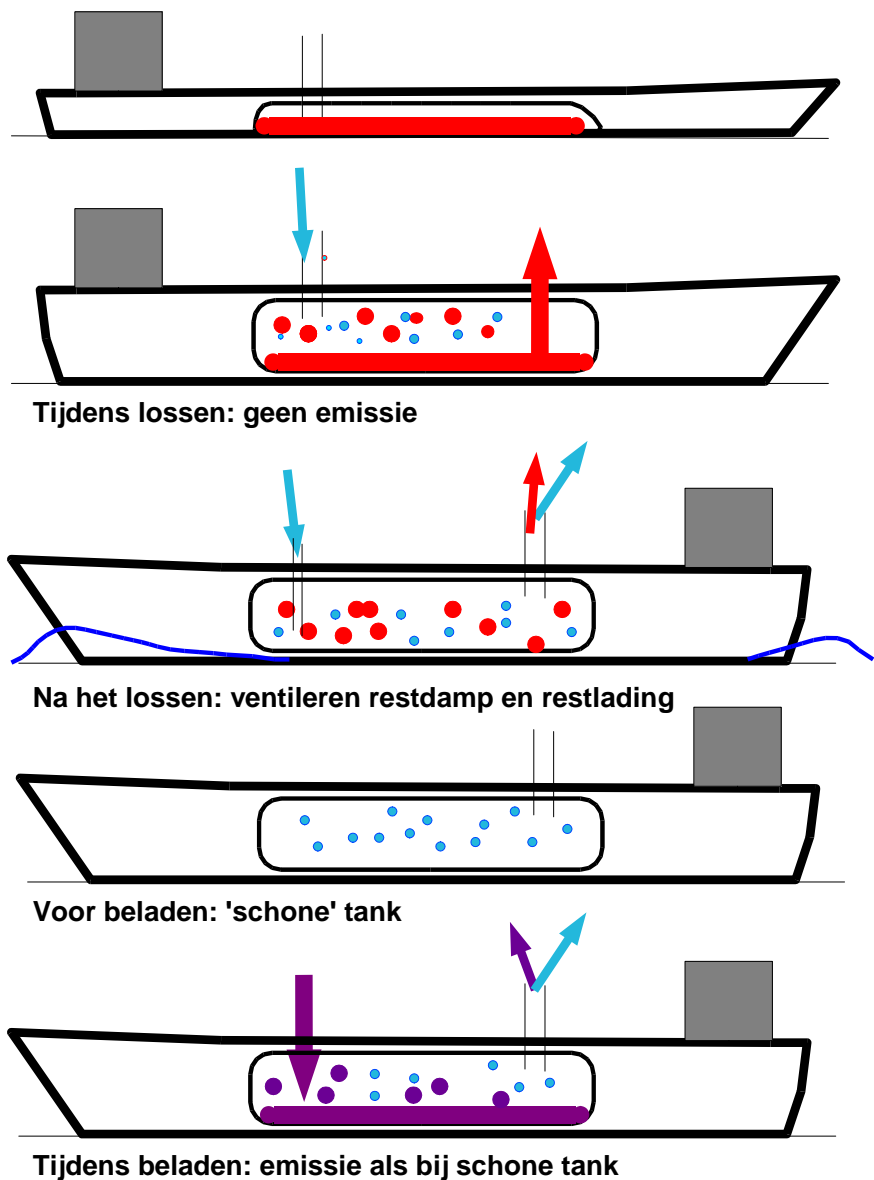 Tijdens lossen: geen emissie
Na het lossen: ventileren restdamp en restlading
Voor beladen: 'schone' tank
Tijdens beladen: emissie als bij schone tank